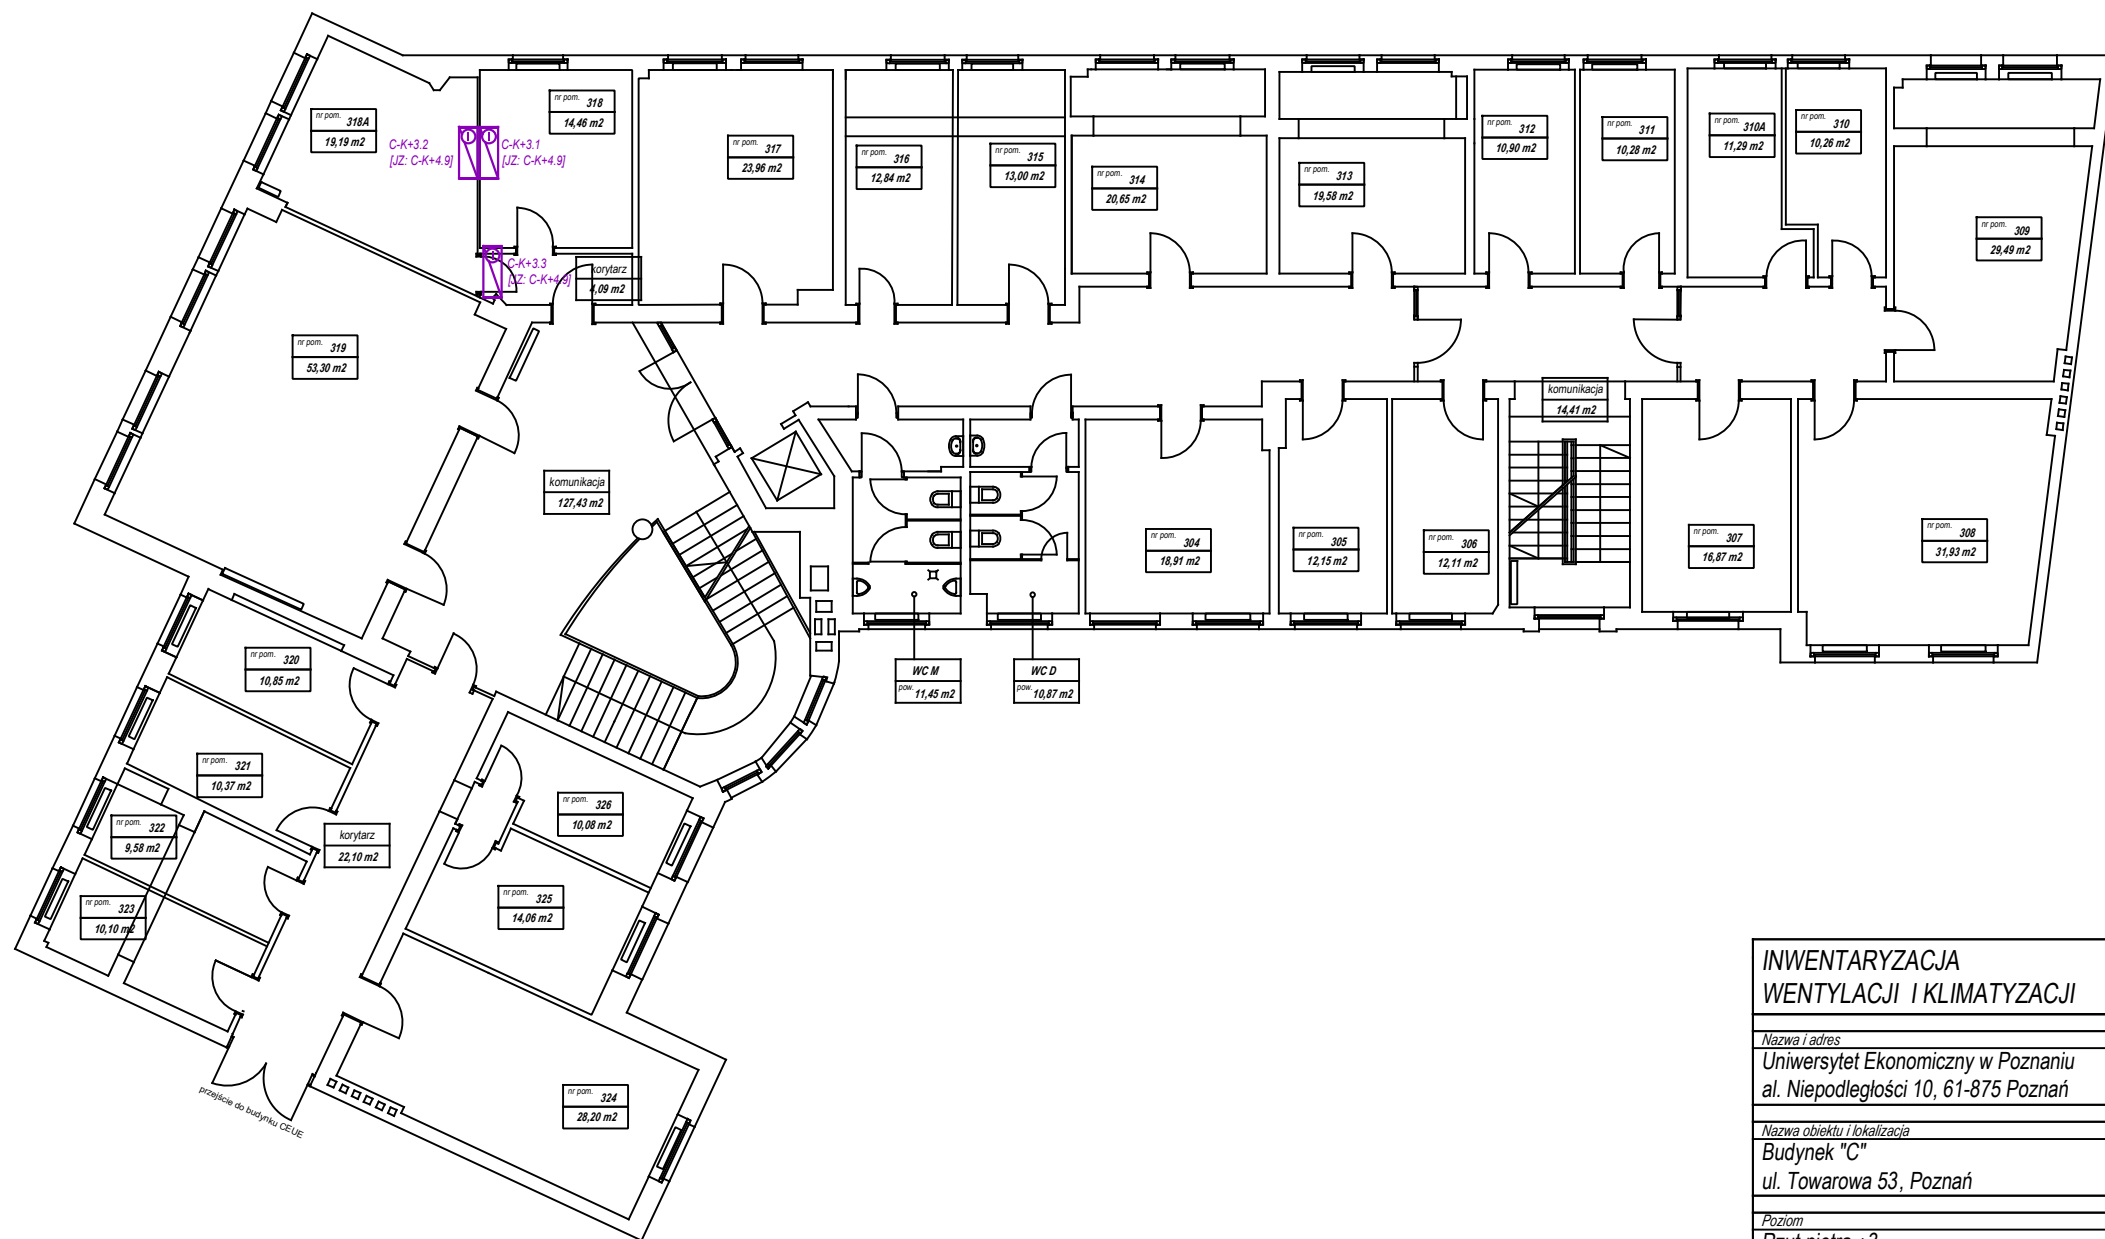 nr pom. 318A
19,19 m2
C-K+3.2
[JZ: C-K+4.9]
C-K+3.1
[JZ: C-K+4.9]
nr pom. 318
14,46 m2
C-K+3.3
[JZ: C-K+4.9]
korytarz
4,09 m2
nr pom. 317
23,96 m2
nr pom. 316
12,84 m2
nr pom. 315
13,00 m2
nr pom. 314
20,65 m2
nr pom. 313
19,58 m2
nr pom. 312
10,90 m2
nr pom. 311
10,28 m2
nr pom. 310A
11,29 m2
nr pom. 310
10,26 m2
nr pom. 309
29,49 m2
nr pom. 319
53,30 m2
komunikacja
127,43 m2
komunikacja
14,41 m2
nr pom. 304
18,91 m2
nr pom. 305
12,15 m2
nr pom. 306
12,11 m2
nr pom. 307
16,87 m2
nr pom. 308
31,93 m2
WC M
pow. 11,45 m2
WC D
pow. 10,87 m2
nr pom. 320
10,85 m2
nr pom. 321
10,37 m2
nr pom. 322
9,58 m2
nr pom. 323
10,10 m2
korytarz
22,10 m2
nr pom. 326
10,08 m2
nr pom. 325
14,06 m2
nr pom. 324
28,20 m2
przejście do budynku CEUE
INWENTARYZACJA
WENTYLACJI I KLIMATYZACJI
Nazwa i adres
Uniwersytet Ekonomiczny w Poznaniu
al. Niepodległości 10, 61-875 Poznań
Nazwa obiektu i lokalizacja
Budynek "C"
ul. Towarowa 53, Poznań
Poziom
Rzut piętra +3